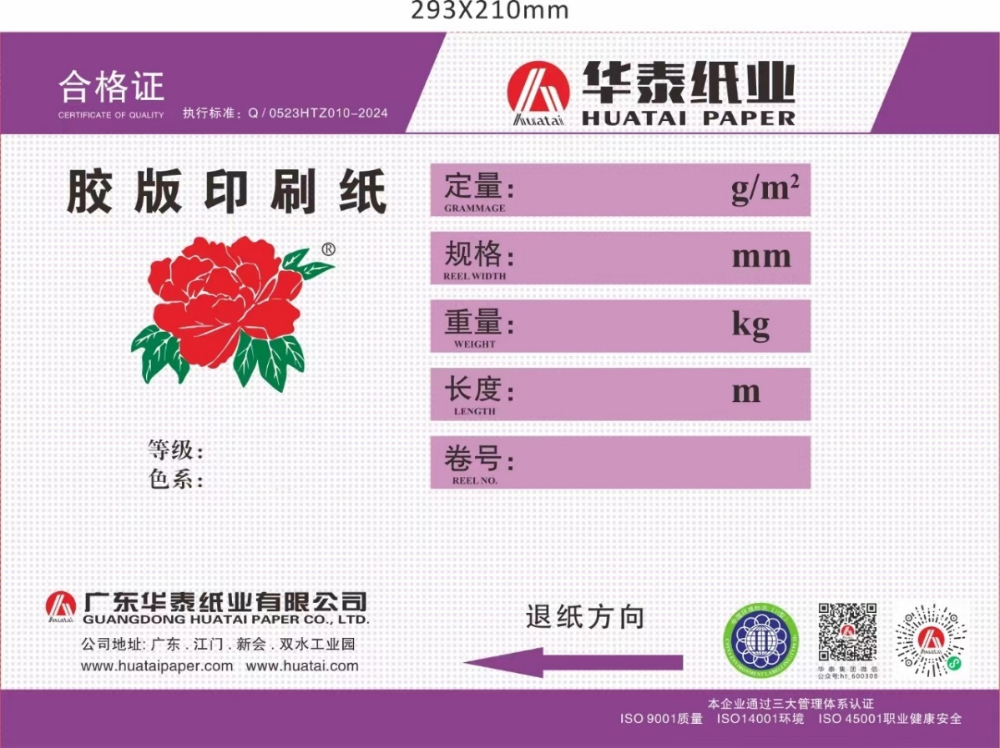 293X210mm
合格证
CERTIFICATE OF QUALITY
执行标准：Q/0523HTZ010-2024
Huatai
华泰纸业
HUATAI PAPER
胶版印刷纸
®
定量：
g/m²
GRAMMAGE
规格：
mm
REEL WIDTH
重量：
kg
WEIGHT
长度：
m
LENGTH
卷号：
REEL NO.
等级：
色系：
Huatai
广东华泰纸业有限公司
GUANGDONG HUATAI PAPER CO., LTD.
公司地址: 广东 . 江门 . 新会 . 双水工业园
www.huataipaper.com www.huatai.com
退纸方向
华泰集团微信
公众号:ht_600308
Huatai
本企业通过三大管理体系认证
ISO 9001质量 ISO14001环境 ISO 45001职业健康安全